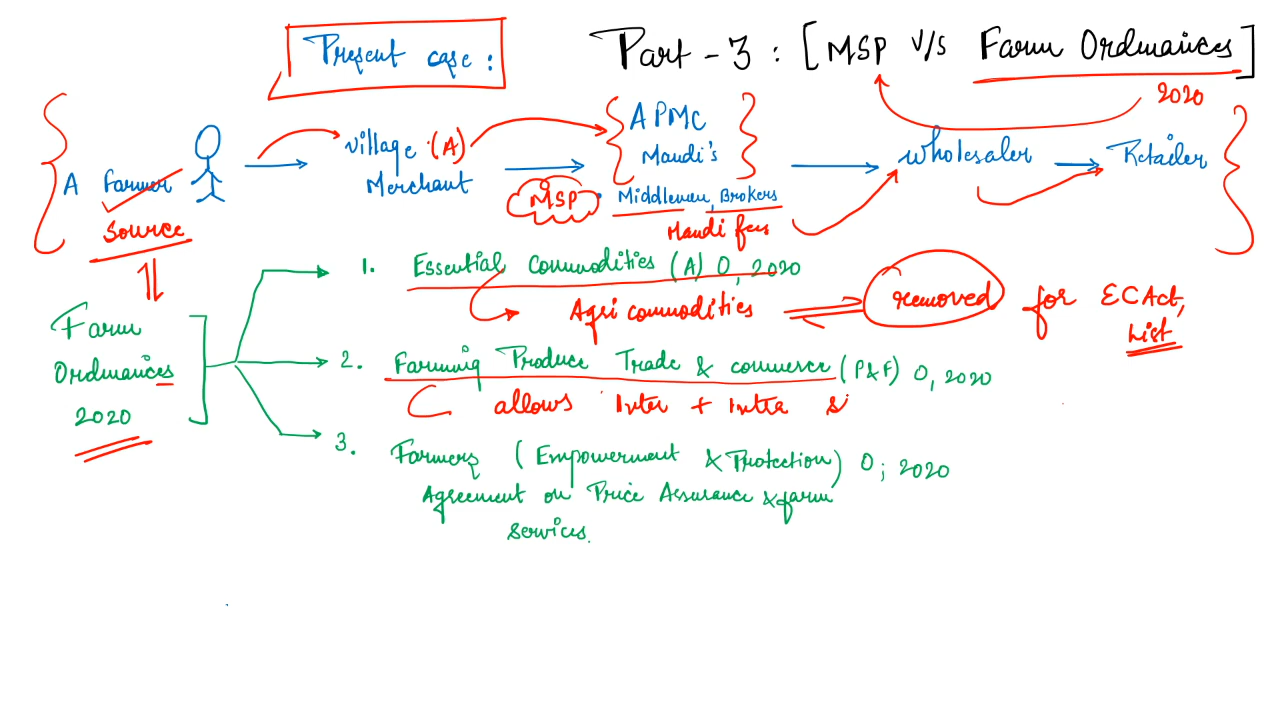 Present case :
Part - 3 : [MSP v/s Farm Ordinances]
2020
A Farmer
Source
Village (A)
Merchant
MSP
APMC
Mandi's
Middlemen, Brokers
Mandi fees
Wholesaler
Retailer
Farm
Ordinances
2020
1. Essential Commodities (A) O, 2020
Agri commodities
removed for EC Act,
List
2. Farming Produce Trade & commerce (P&F) O, 2020
allows Inter + Intra s
3. Farmers (Empowerment & Protection) O; 2020
Agreement on Price Assurance & farm
services.